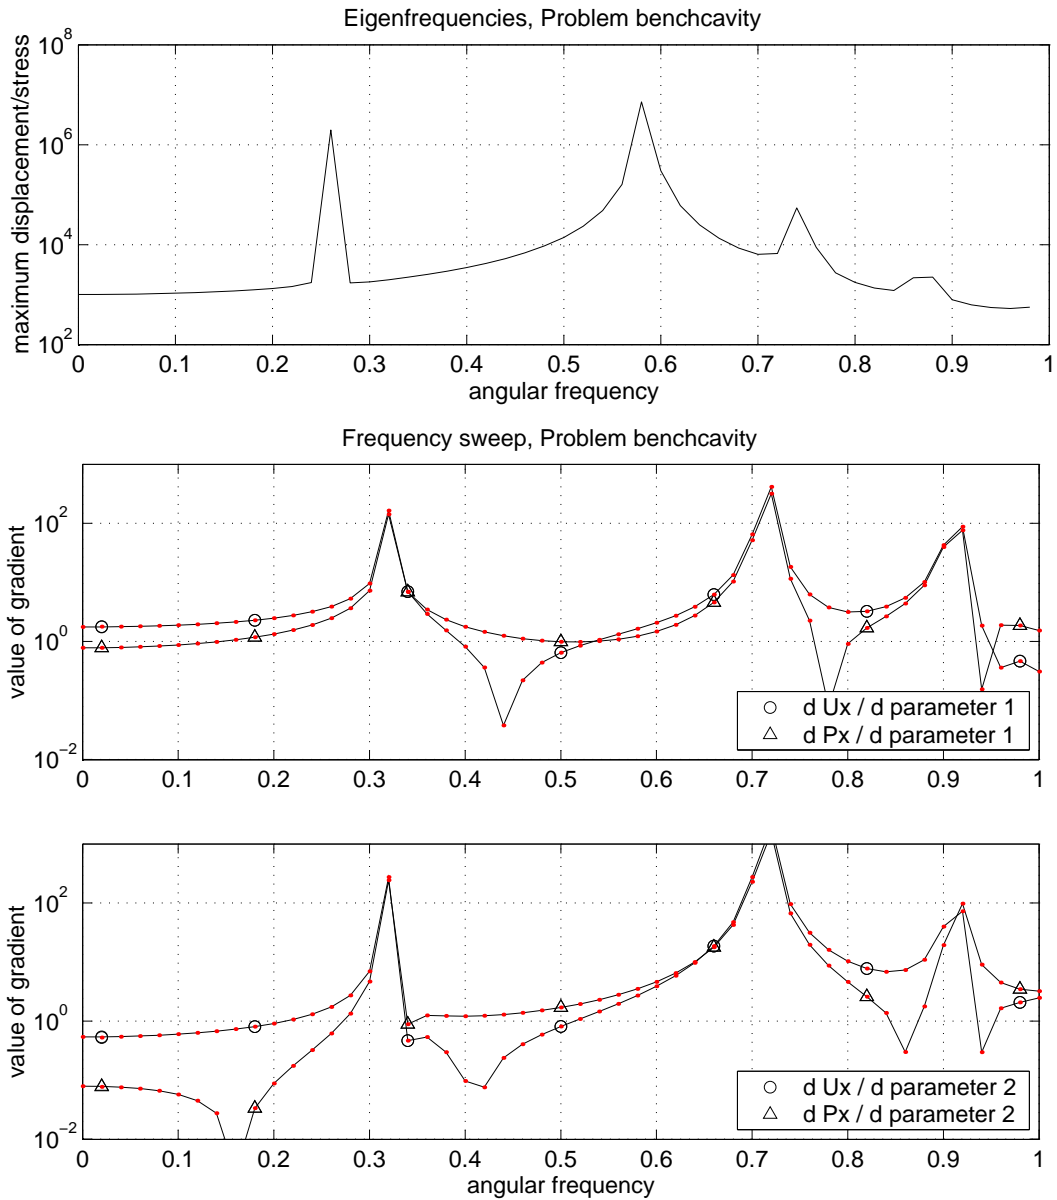 Eigenfrequencies, Problem benchcavity
maximum displacement/stress
10^8
10^6
10^4
10^2
0 0.1 0.2 0.3 0.4 0.5 0.6 0.7 0.8 0.9 1
angular frequency
Frequency sweep, Problem benchcavity
value of gradient
10^2
10^0
10^-2
d Ux / d parameter 1
d Px / d parameter 1
0 0.1 0.2 0.3 0.4 0.5 0.6 0.7 0.8 0.9 1
value of gradient
10^2
10^0
10^-2
d Ux / d parameter 2
d Px / d parameter 2
0 0.1 0.2 0.3 0.4 0.5 0.6 0.7 0.8 0.9 1
angular frequency